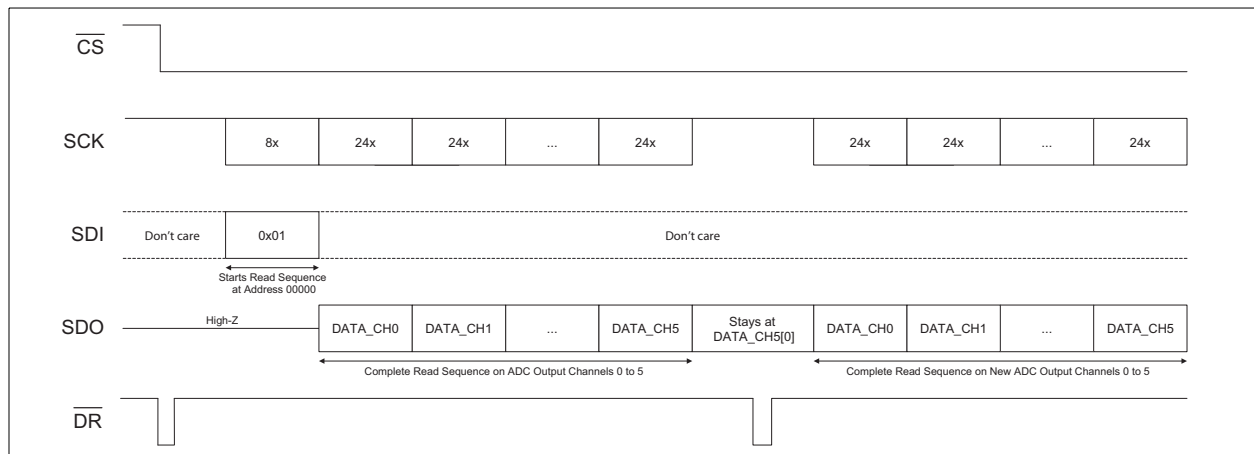 CS
SCK
8x
24x
24x
...
24x
24x
24x
...
24x
SDI
Don't care
0x01
Don't care
Starts Read Sequence
at Address 00000
SDO
High-Z
DATA_CH0
DATA_CH1
...
DATA_CH5
Stays at
DATA_CH5[0]
DATA_CH0
DATA_CH1
...
DATA_CH5
Complete Read Sequence on ADC Output Channels 0 to 5
Complete Read Sequence on New ADC Output Channels 0 to 5
DR